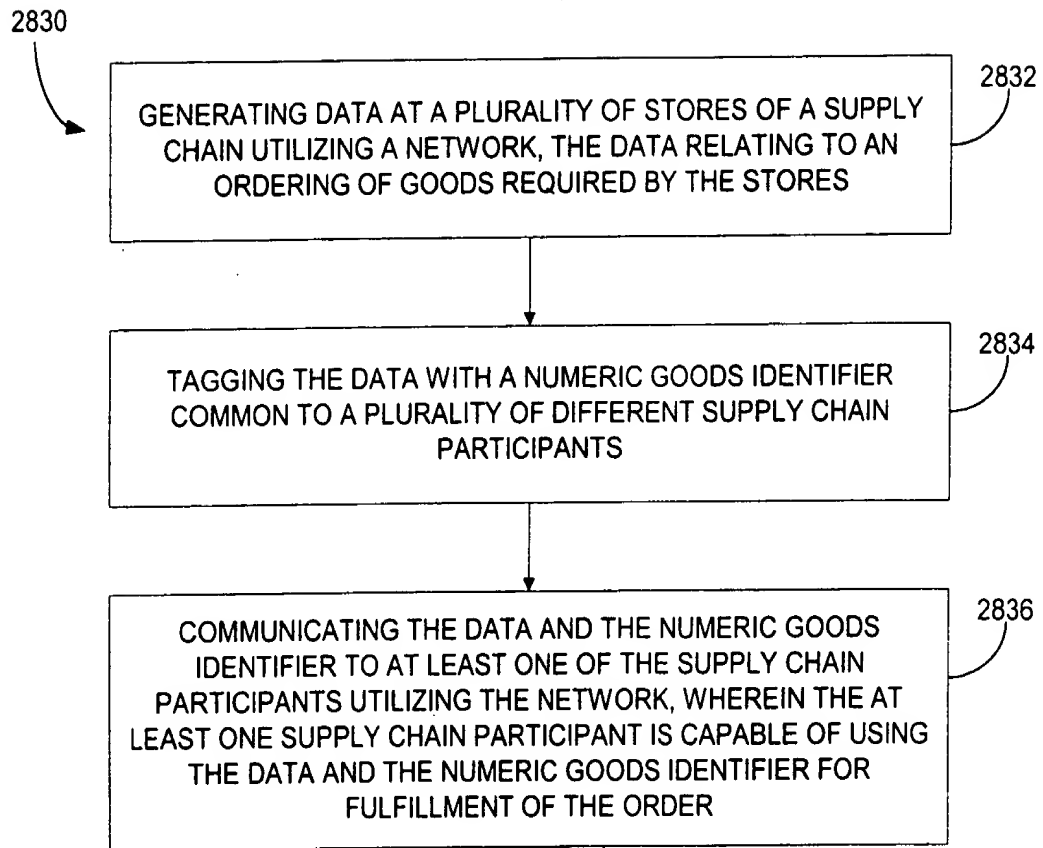 2830
2832
GENERATING DATA AT A PLURALITY OF STORES OF A SUPPLY
CHAIN UTILIZING A NETWORK, THE DATA RELATING TO AN
ORDERING OF GOODS REQUIRED BY THE STORES
2834
TAGGING THE DATA WITH A NUMERIC GOODS IDENTIFIER
COMMON TO A PLURALITY OF DIFFERENT SUPPLY CHAIN
PARTICIPANTS
2836
COMMUNICATING THE DATA AND THE NUMERIC GOODS
IDENTIFIER TO AT LEAST ONE OF THE SUPPLY CHAIN
PARTICIPANTS UTILIZING THE NETWORK, WHEREIN THE AT
LEAST ONE SUPPLY CHAIN PARTICIPANT IS CAPABLE OF USING
THE DATA AND THE NUMERIC GOODS IDENTIFIER FOR
FULFILLMENT OF THE ORDER